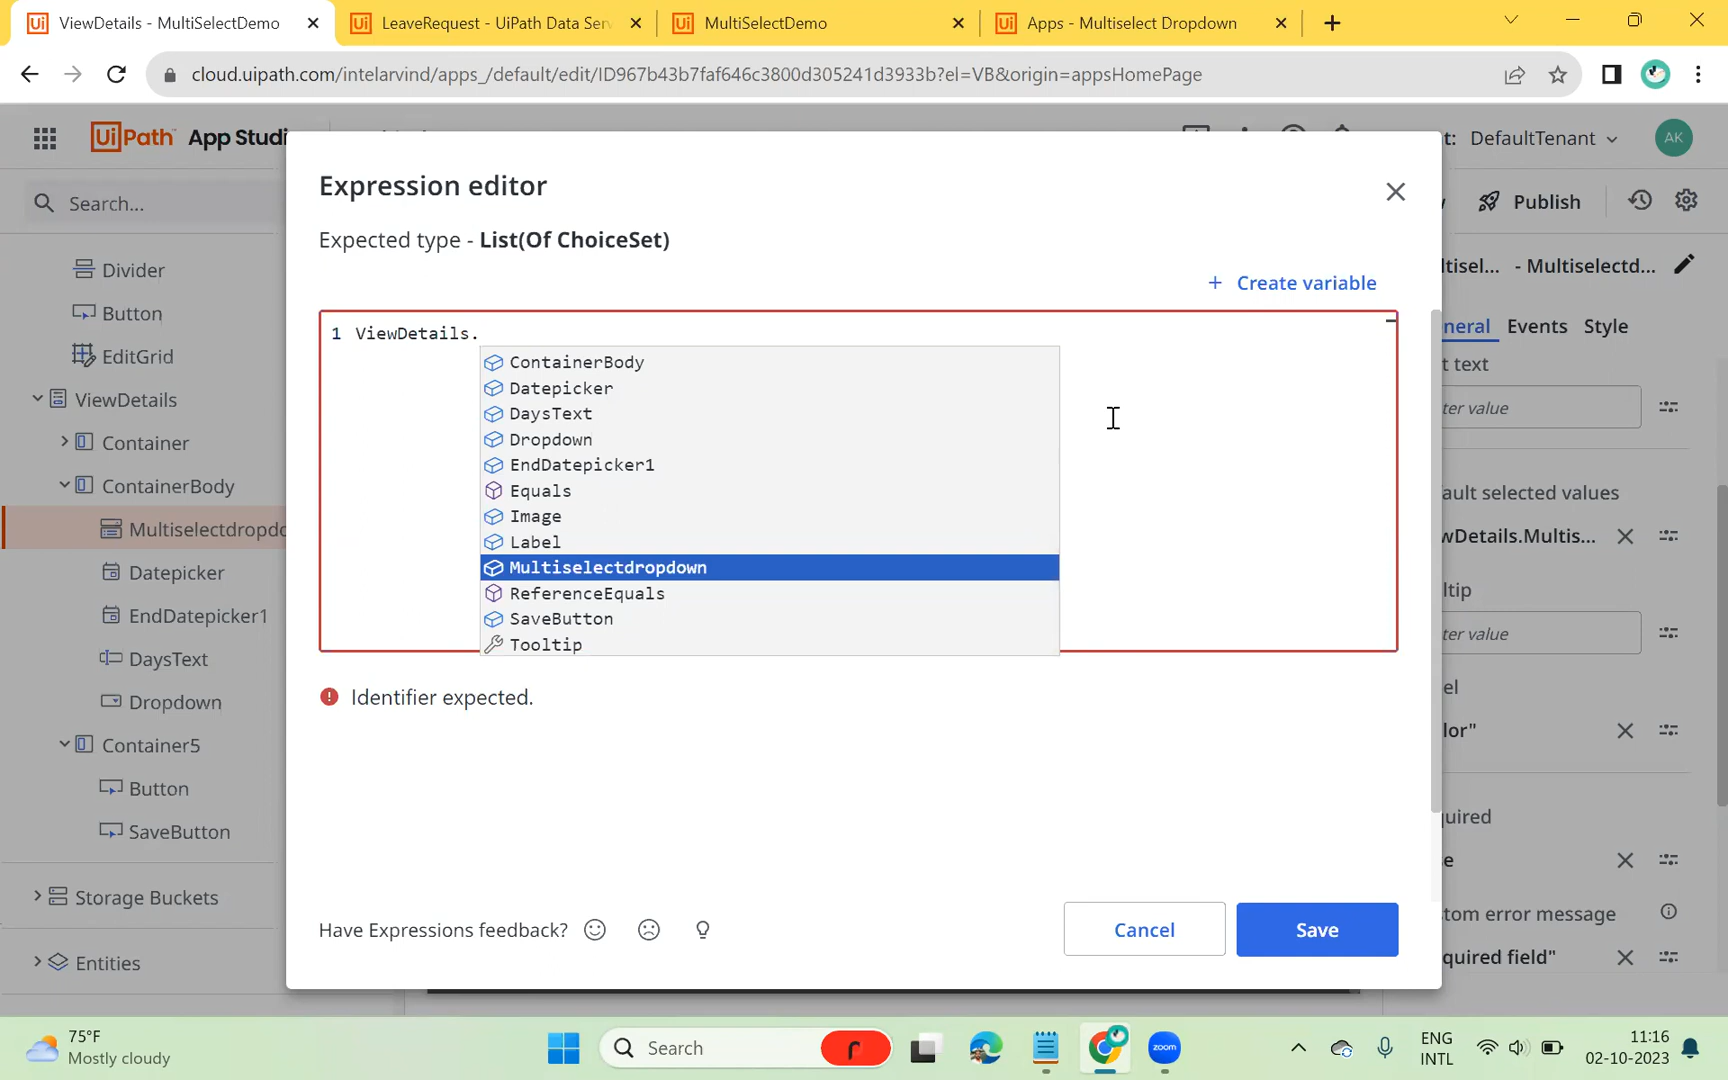 ViewDetails - MultiSelectDemo
LeaveRequest - UiPath Data Serv
MultiSelectDemo
Apps - Multiselect Dropdown
cloud.uipath.com/intelarvind/apps_/default/edit/ID967b43b7faf646c3800d305241d3933b?el=VB&origin=appsHomePage
UiPath App Studi
DefaultTenant
AK
Search...
Publish
Divider
Button
EditGrid
ViewDetails
Container
ContainerBody
Multiselectdropdo
Datepicker
EndDatepicker1
DaysText
Dropdown
Container5
Button
SaveButton
Storage Buckets
Entities
Expression editor
Expected type - List(Of ChoiceSet)
+ Create variable
1 ViewDetails.
ContainerBody
Datepicker
DaysText
Dropdown
EndDatepicker1
Equals
Image
Label
Multiselectdropdown
ReferenceEquals
SaveButton
Tooltip
Identifier expected.
Have Expressions feedback?
Cancel
Save
ltisel... - Multiselectd...
neral Events Style
t text
ter value
fault selected values
wDetails.Multis...
ltip
ter value
el
lor"
quired
e
stom error message
quired field"
75°F
Mostly cloudy
Search
zoom
ENG
INTL
11:16
02-10-2023